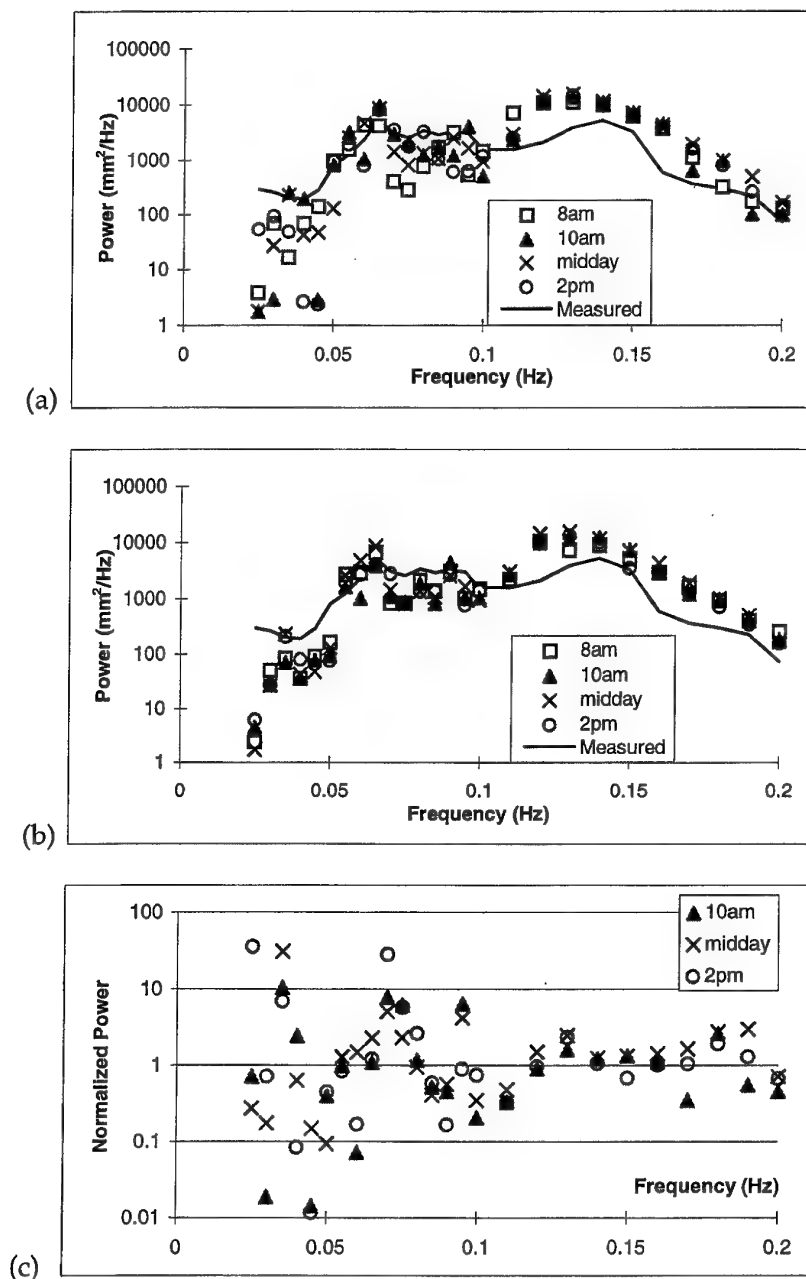 100000
10000
1000
100
10
1
Power (mm²/Hz)
8am
10am
midday
2pm
Measured
0 0.05 0.1 0.15 0.2
Frequency (Hz)
(a)
100000
10000
1000
100
10
1
Power (mm²/Hz)
8am
10am
midday
2pm
Measured
0 0.05 0.1 0.15 0.2
Frequency (Hz)
(b)
100
10
1
0.1
0.01
Normalized Power
10am
midday
2pm
Frequency (Hz)
0 0.05 0.1 0.15 0.2
(c)